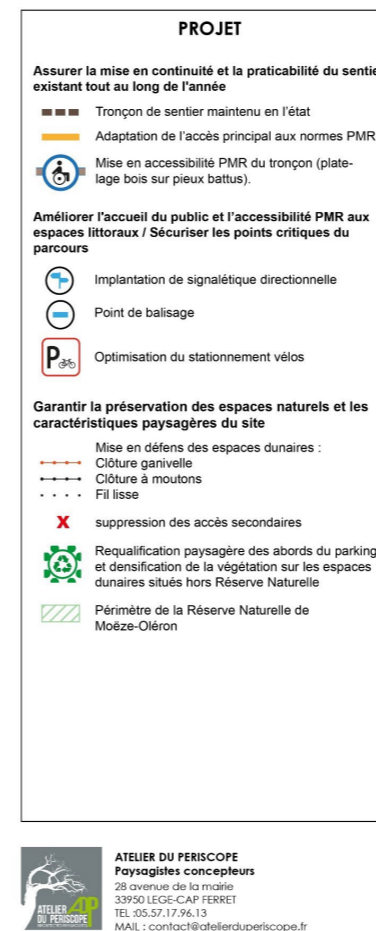 PROJET
Assurer la mise en continuité et la praticabilité du sentie
existant tout au long de l'année
Tronçon de sentier maintenu en l'état
Adaptation de l'accès principal aux normes PMR
Mise en accessibilité PMR du tronçon (plate-
lage bois sur pieux battus).
Améliorer l'accueil du public et l'accessibilité PMR aux
espaces littoraux / Sécuriser les points critiques du
parcours
Implantation de signalétique directionnelle
Point de balisage
P
Optimisation du stationnement vélos
Garantir la préservation des espaces naturels et les
caractéristiques paysagères du site
Mise en défens des espaces dunaires :
Clôture ganivelle
Clôture à moutons
Fil lisse
X suppression des accès secondaires
Requalification paysagère des abords du parking
et densification de la végétation sur les espaces
dunaires situés hors Réserve Naturelle
Périmètre de la Réserve Naturelle de
Moëze-Oléron
ATELIER
DU PERISCOPE
ADP
ATELIER DU PERISCOPE
Paysagistes concepteurs
28 avenue de la mairie
33950 LEGE-CAP FERRET
TEL :05.57.17.96.13
MAIL : contact@atelierduperiscope.fr